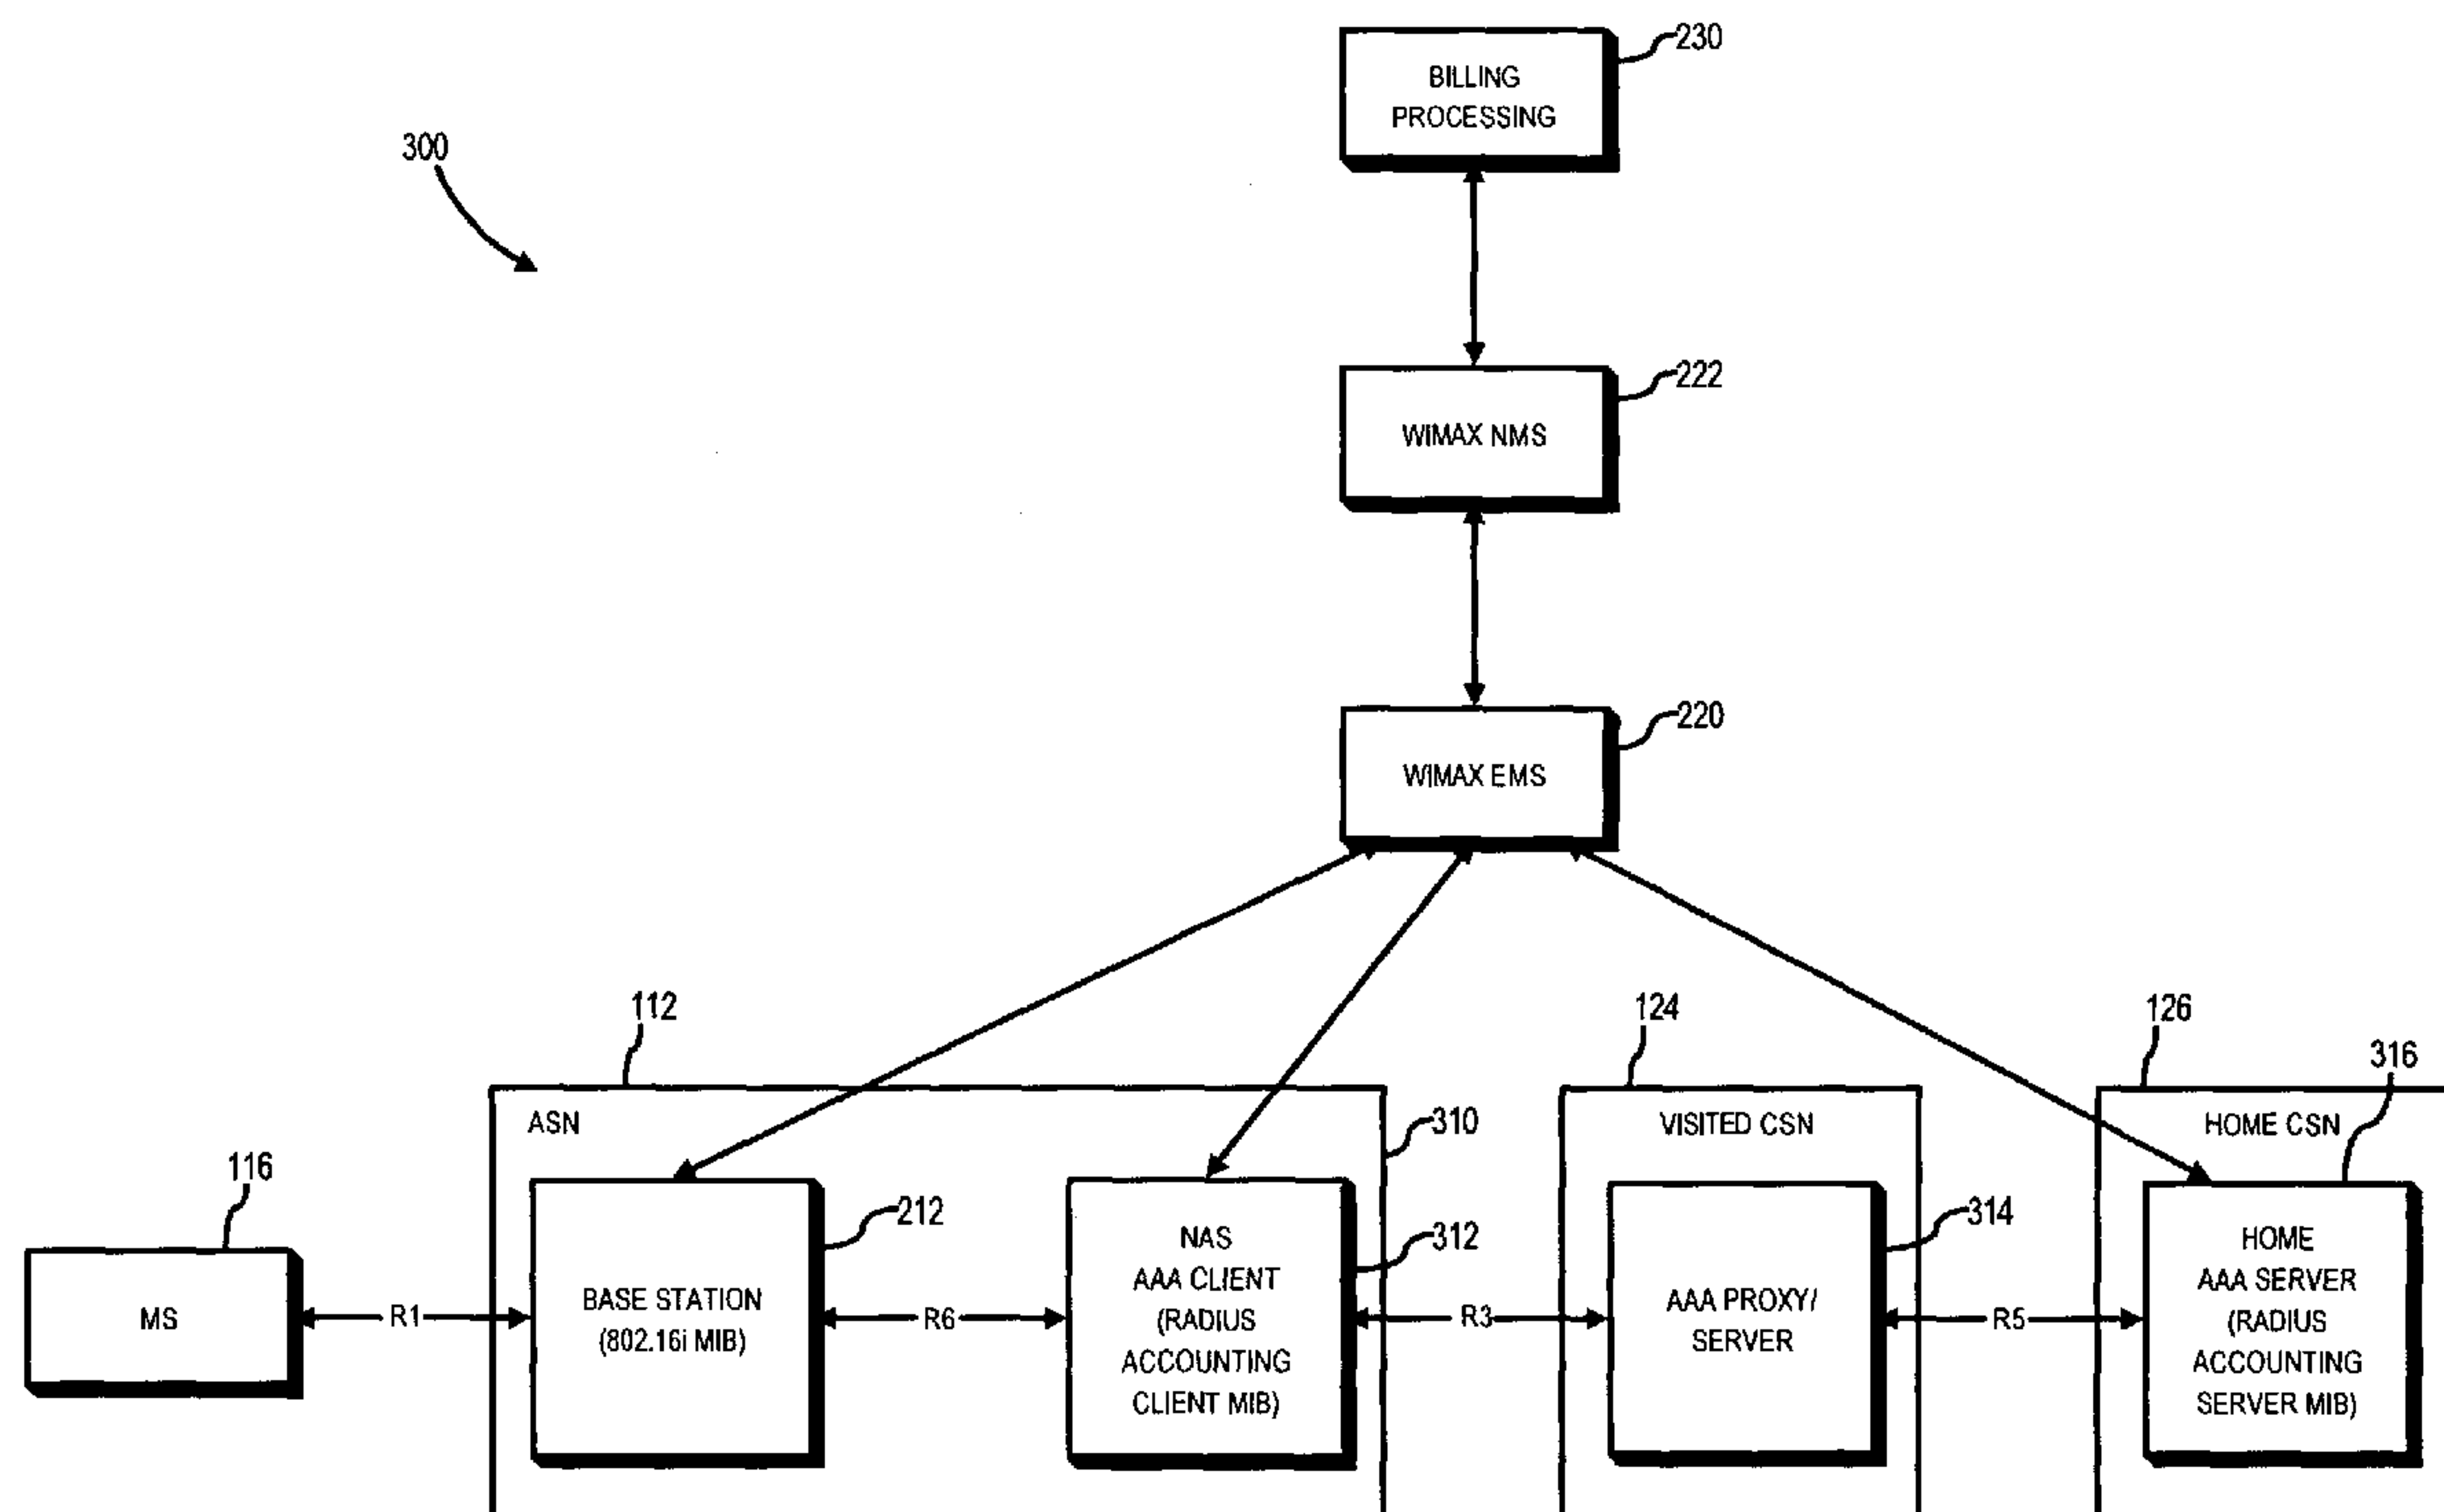 230
BILLING
PROCESSING
300
222
WIMAX NMS
220
WIMAX EMS
112
124
126
316
ASN
310
VISITED CSN
HOME CSN
116
212
312
314
MS
R1
BASE STATION
(802.16i MIB)
R6
NAS
AAA CLIENT
(RADIUS
ACCOUNTING
CLIENT MIB)
R3
AAA PROXY/
SERVER
R5
HOME
AAA SERVER
(RADIUS
ACCOUNTING
SERVER MIB)